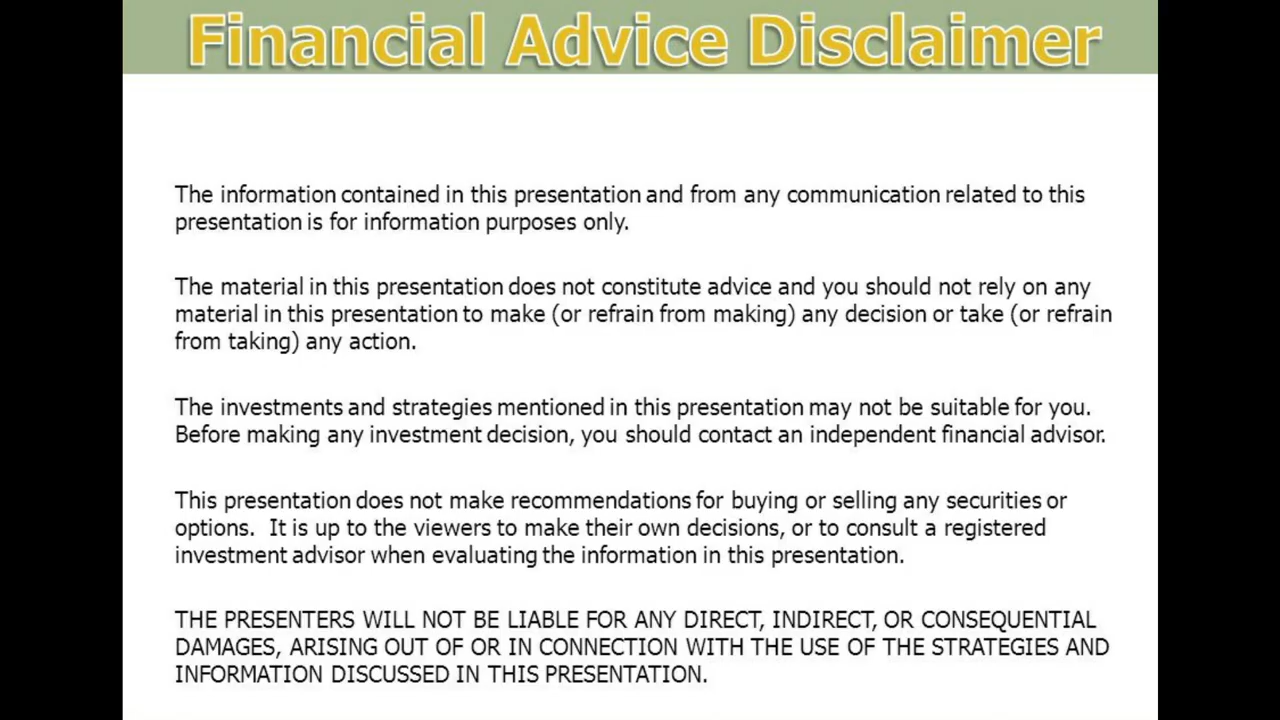 Financial Advice Disclaimer
The information contained in this presentation and from any communication related to this
presentation is for information purposes only.
The material in this presentation does not constitute advice and you should not rely on any
material in this presentation to make (or refrain from making) any decision or take (or refrain
from taking) any action.
The investments and strategies mentioned in this presentation may not be suitable for you.
Before making any investment decision, you should contact an independent financial advisor.
This presentation does not make recommendations for buying or selling any securities or
options.  It is up to the viewers to make their own decisions, or to consult a registered
investment advisor when evaluating the information in this presentation.
THE PRESENTERS WILL NOT BE LIABLE FOR ANY DIRECT, INDIRECT, OR CONSEQUENTIAL
DAMAGES, ARISING OUT OF OR IN CONNECTION WITH THE USE OF THE STRATEGIES AND
INFORMATION DISCUSSED IN THIS PRESENTATION.